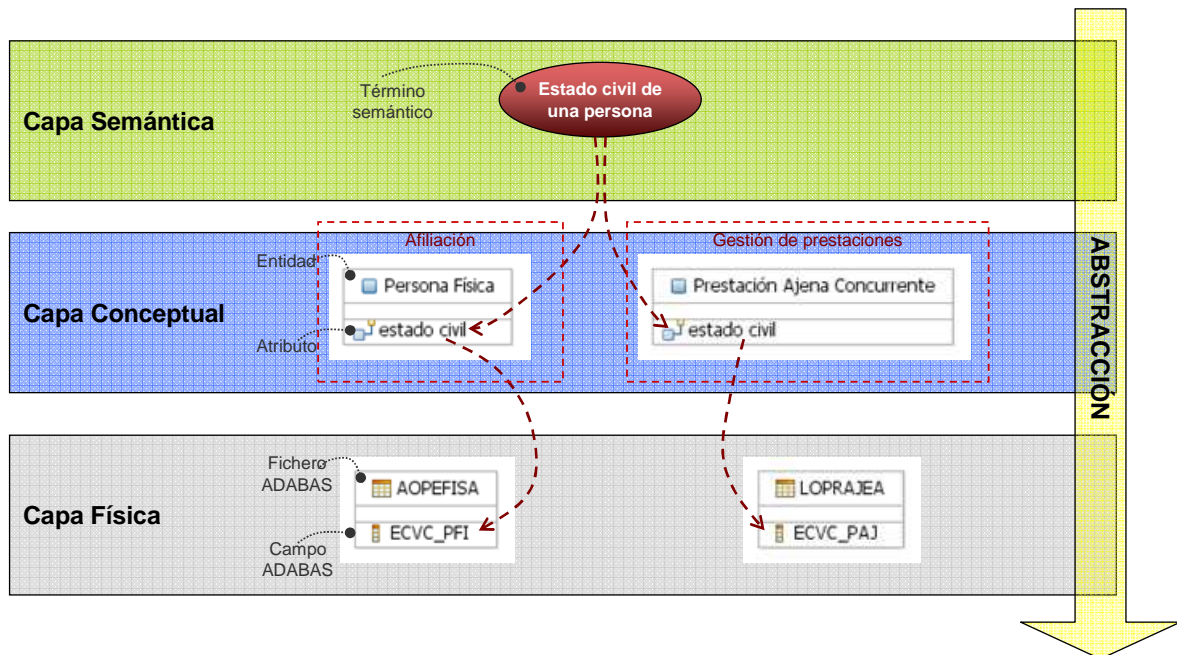 Capa Semántica
Término
semántico
Estado civil de
una persona
Capa Conceptual
Afiliación
Entidad
Persona Física
Atributo
estado civil
Gestión de prestaciones
Prestación Ajena Concurrente
estado civil
Capa Física
Fichero
ADABAS
AOPEFISA
Campo
ADABAS
ECVC_PFI
LOPRAJEA
ECVC_PAJ
ABSTRACCIÓN